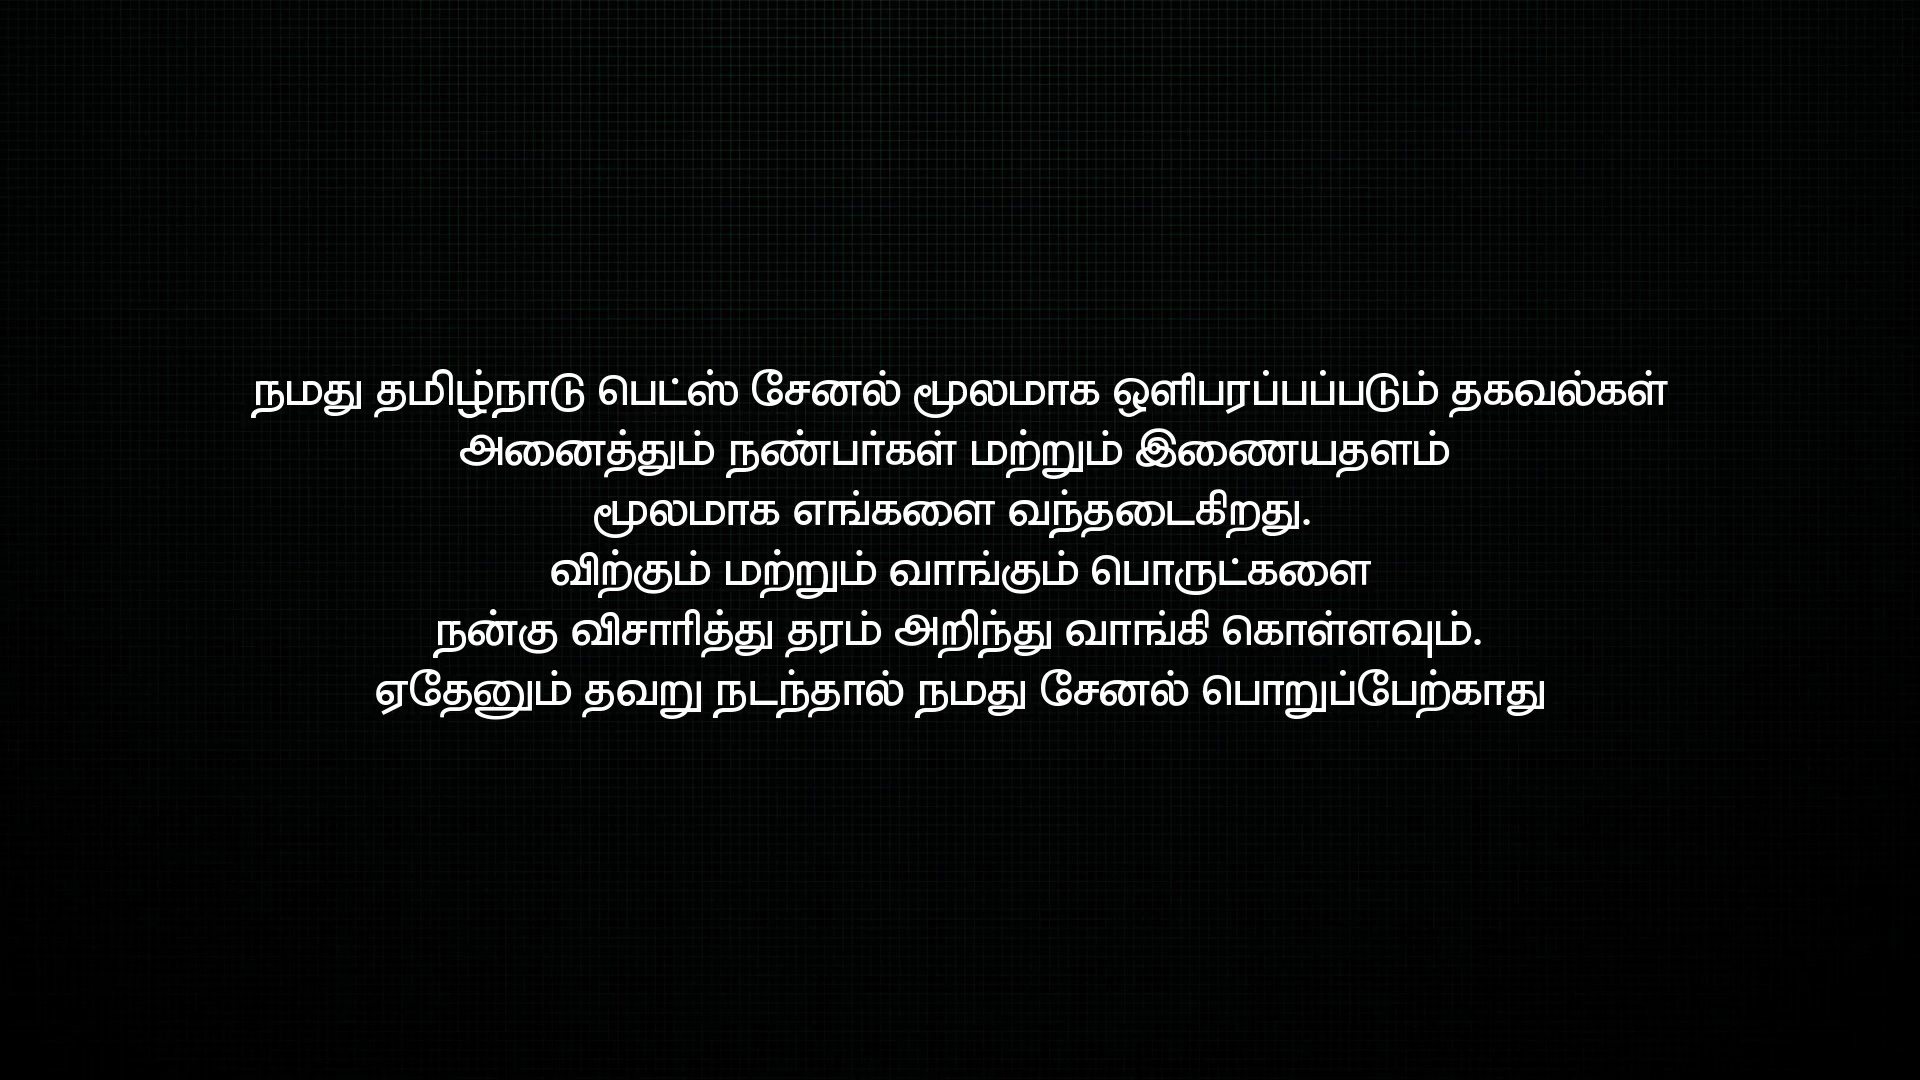 நமது தமிழ்நாடு பெட்ஸ் சேனல் மூலமாக ஒளிபரப்பப்படும் தகவல்கள்
அனைத்தும் நண்பர்கள் மற்றும் இணையதளம்
மூலமாக எங்களை வந்தடைகிறது.
விற்கும் மற்றும் வாங்கும் பொருட்களை
நன்கு விசாரித்து தரம் அறிந்து வாங்கி கொள்ளவும்.
ஏதேனும் தவறு நடந்தால் நமது சேனல் பொறுப்பேற்காது